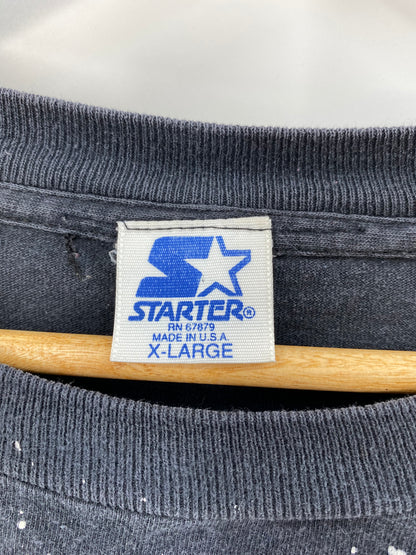 STARTER®
RN 67879
MADE IN U.S.A.
X-LARGE